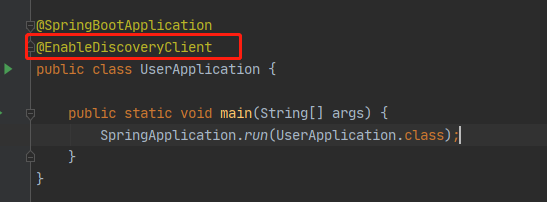 @SpringBootApplication
@EnableDiscoveryClient
public class UserApplication {
public static void main(String[] args) {
SpringApplication.run(UserApplication.class);
}
}